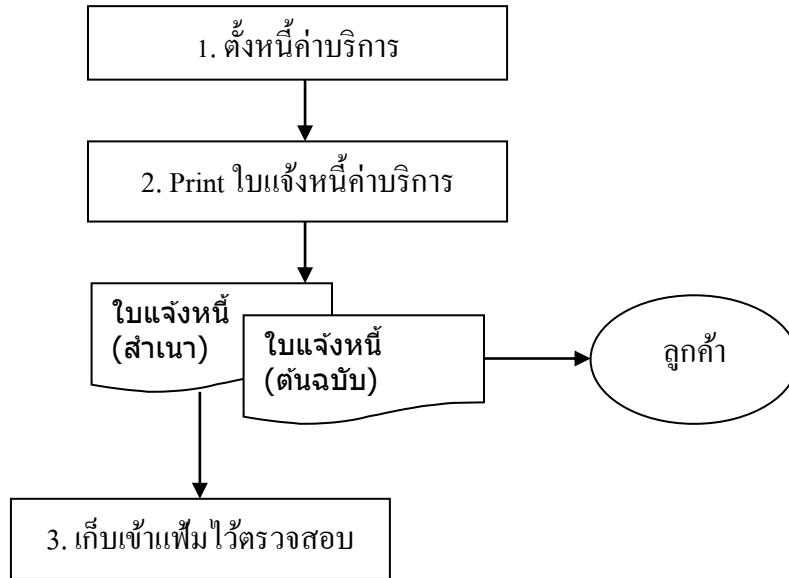 1. ตั้งหนี้ค่าบริการ
2. Print ใบแจ้งหนี้ค่าบริการ
ใบแจ้งหนี้
(สำเนา)
ใบแจ้งหนี้
(ต้นฉบับ)
ลูกค้า
3. เก็บเข้าแฟ้มไว้ตรวจสอบ